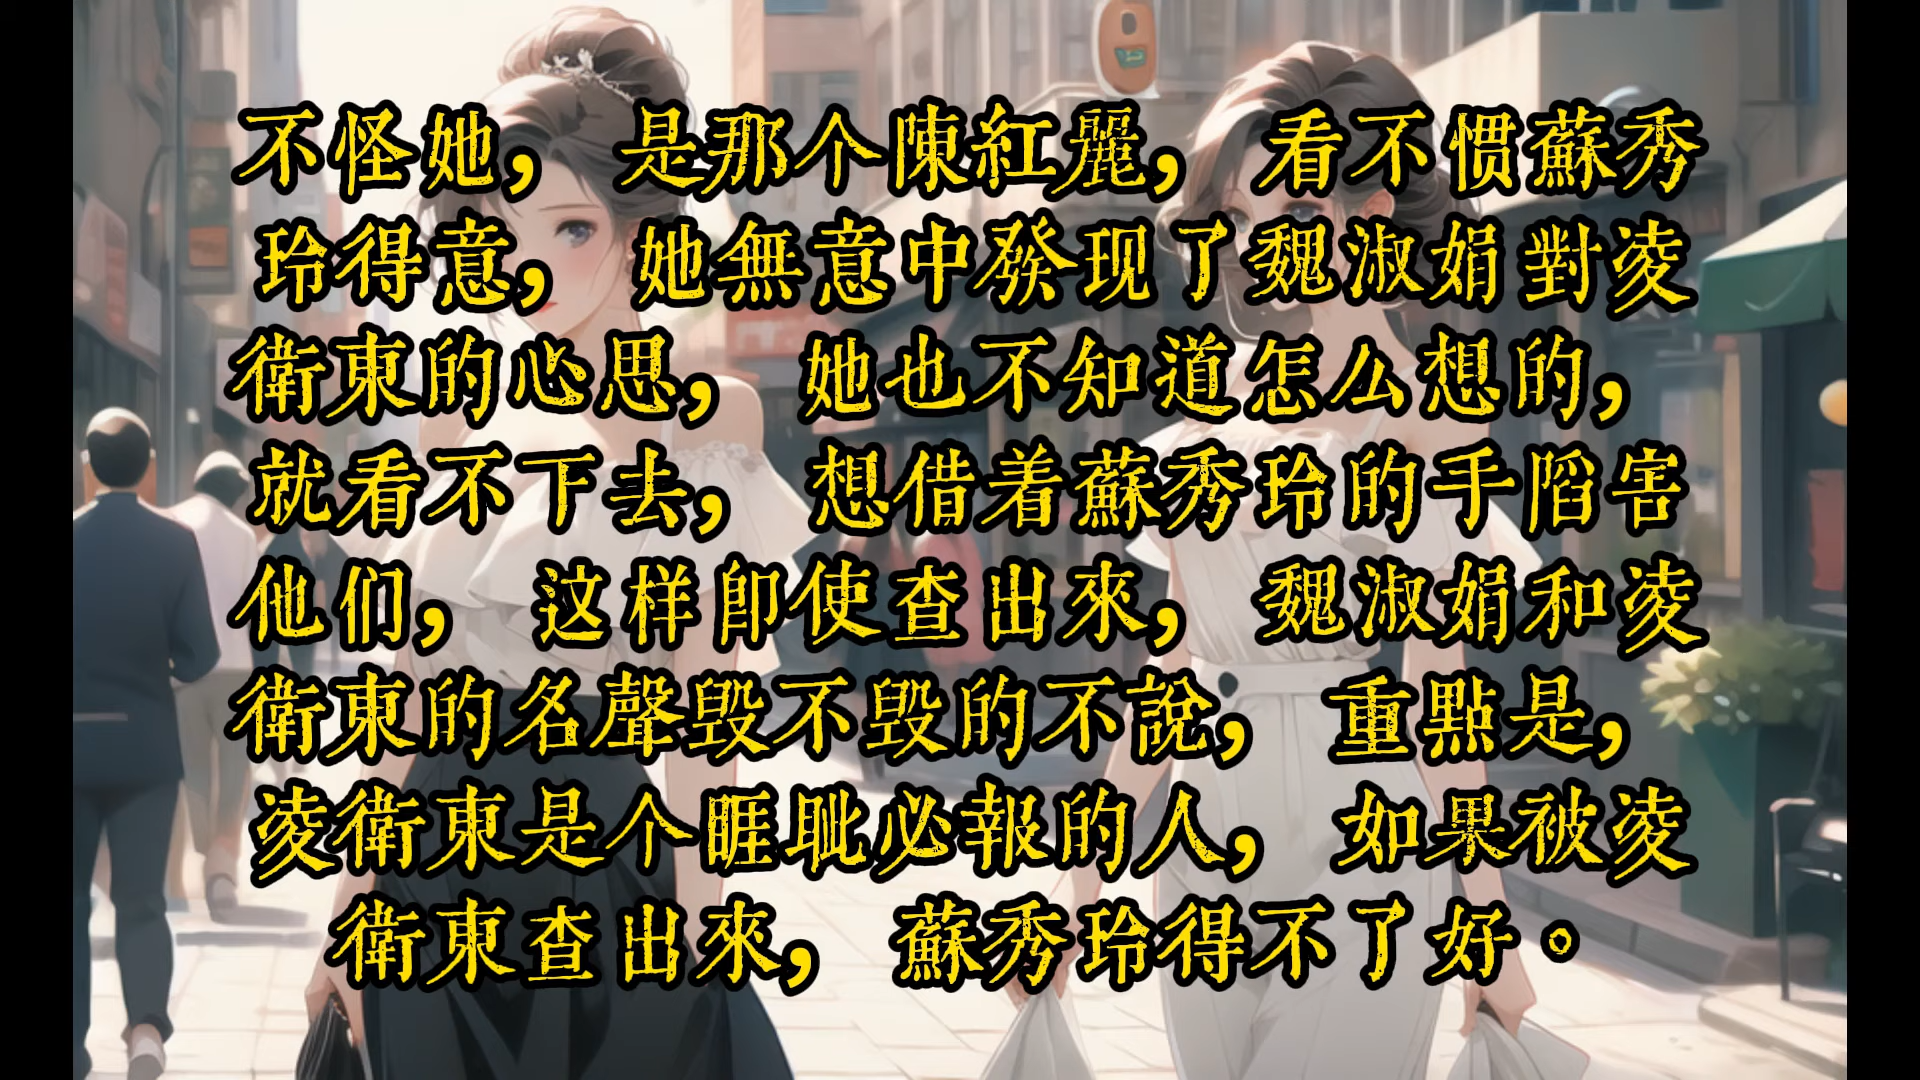 不怪她，是那个陳紅麗，看不惯蘇秀
玲得意，她無意中發现了魏淑娟對凌
衛東的心思，她也不知道怎么想的，
就看不下去，想借着蘇秀玲的手陷害
他们，这样即使查出來，魏淑娟和凌
衛東的名聲毁不毁的不說，重點是，
凌衛東是个睚眦必報的人，如果被凌
衛東查出來，蘇秀玲得不了好。